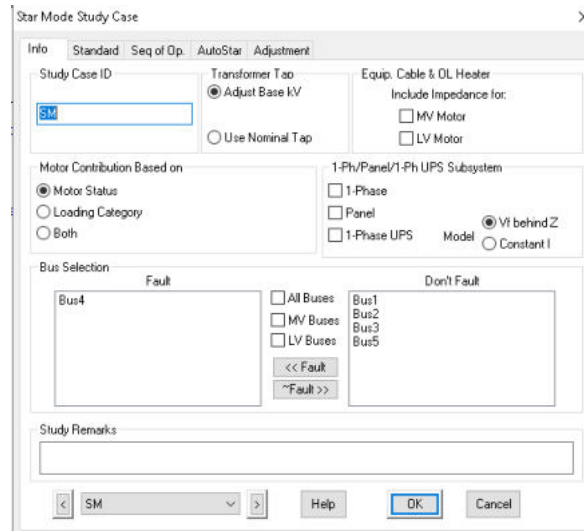 Star Mode Study Case
Info Standard Seq of Op. AutoStar Adjustment
Study Case ID
SM
Transformer Tap
Adjust Base kV
Use Nominal Tap
Equip. Cable & OL Heater
Include Impedance for:
MV Motor
LV Motor
Motor Contribution Based on
Motor Status
Loading Category
Both
1-Ph/Panel/1-Ph UPS Subsystem
1-Phase
Panel
1-Phase UPS
Model
Vf behind Z
Constant I
Bus Selection
Fault
Bus4
All Buses
MV Buses
LV Buses
<< Fault
~Fault >>
Don't Fault
Bus1
Bus2
Bus3
Bus5
Study Remarks
< SM > Help OK Cancel